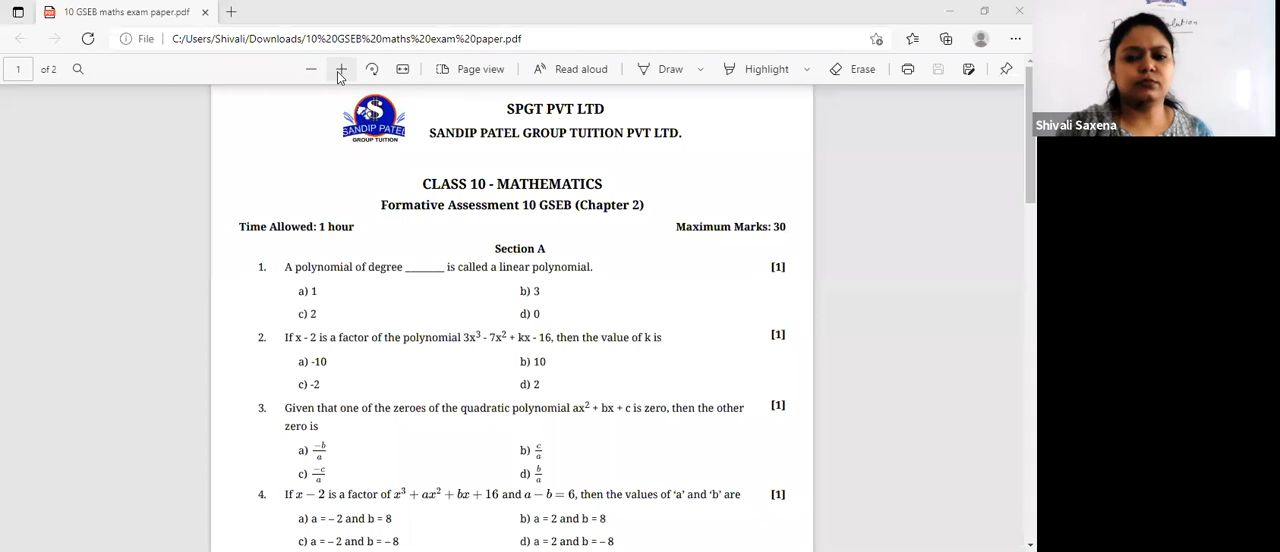 10 GSEB maths exam paper.pdf
File C:/Users/Shivali/Downloads/10%20GSEB%20maths%20exam%20paper.pdf
1 of 2 Page view Read aloud Draw Highlight Erase
Shivali Saxena
S
SANDIP PATEL
GROUP TUITION
SPGT PVT LTD
SANDIP PATEL GROUP TUITION PVT LTD.
CLASS 10 - MATHEMATICS
Formative Assessment 10 GSEB (Chapter 2)
Time Allowed: 1 hour Maximum Marks: 30
Section A
1. A polynomial of degree _______ is called a linear polynomial. [1]
a) 1 b) 3
c) 2 d) 0
2. If x - 2 is a factor of the polynomial 3x³ - 7x² + kx - 16, then the value of k is [1]
a) -10 b) 10
c) -2 d) 2
3. Given that one of the zeroes of the quadratic polynomial ax² + bx + c is zero, then the other [1]
zero is
a) −b/a b) c/a
c) −c/a d) b/a
4. If x − 2 is a factor of x³ + ax² + bx + 16 and a − b = 6, then the values of ‘a’ and ‘b’ are [1]
a) a = – 2 and b = 8 b) a = 2 and b = 8
c) a = – 2 and b = – 8 d) a = 2 and b = – 8